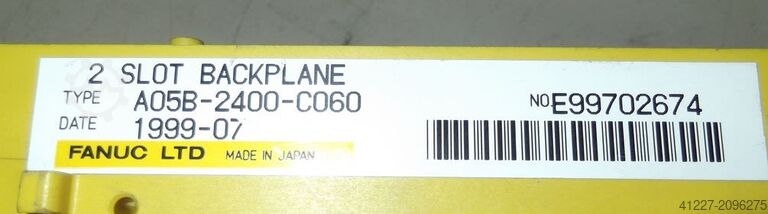 2 SLOT BACKPLANE
TYPE A05B-2400-C060
NO.E99702674
DATE 1999-07
FANUC LTD MADE IN JAPAN
41227-2096275